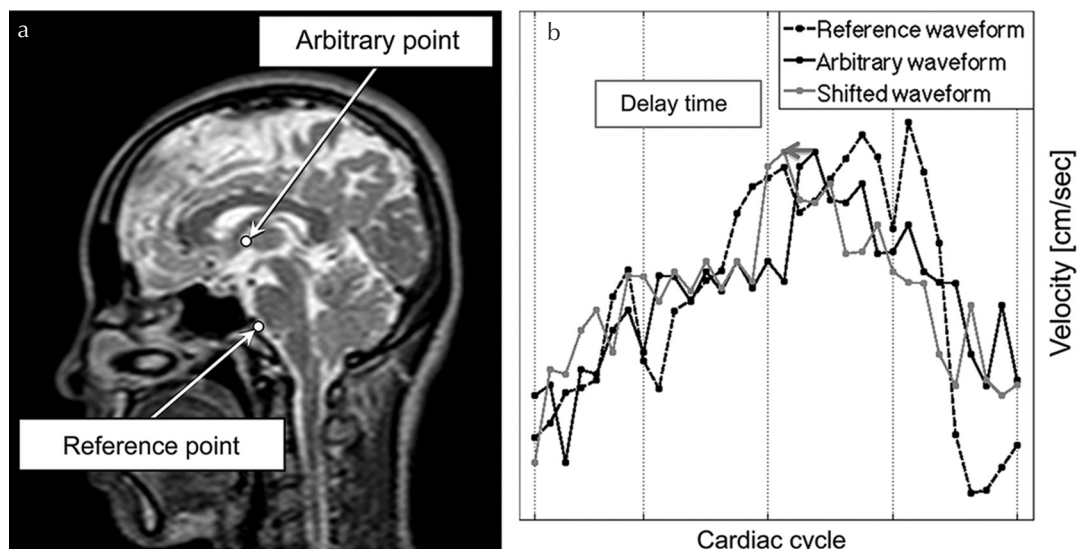 a
Arbitrary point
Reference point
b
Reference waveform
Arbitrary waveform
Shifted waveform
Delay time
Velocity [cm/sec]
Cardiac cycle